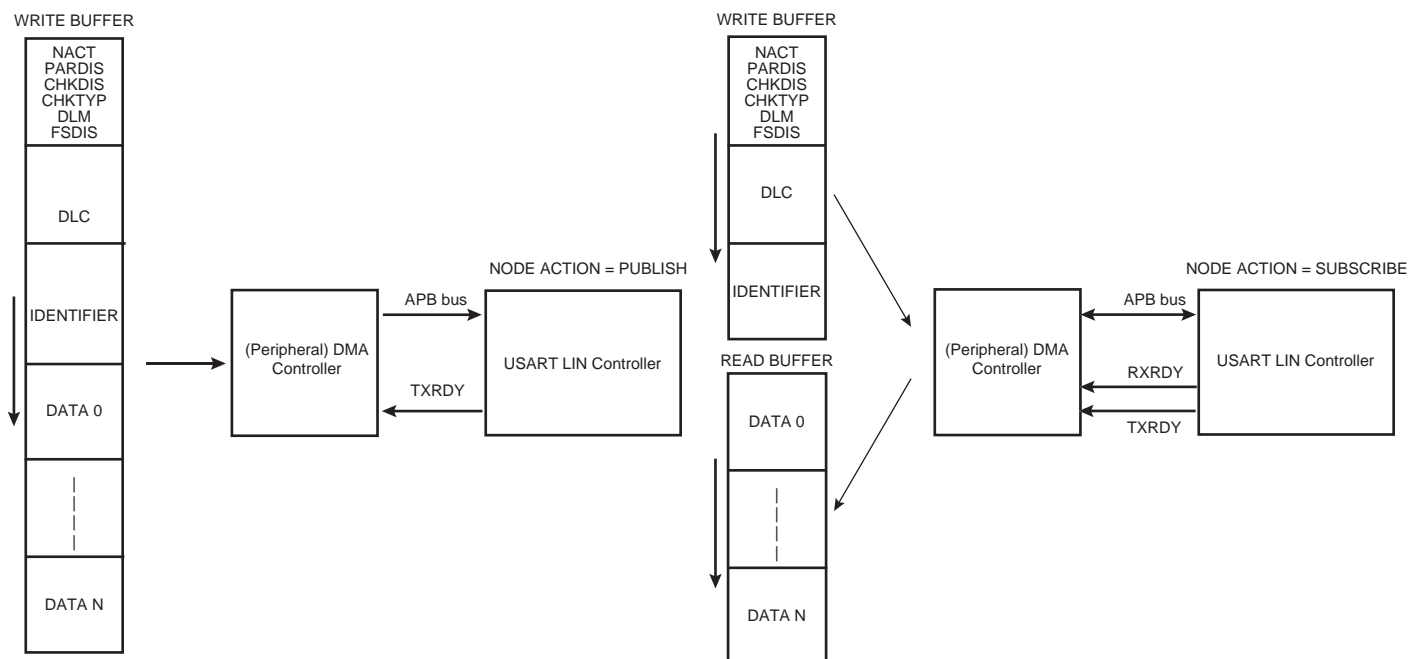 WRITE BUFFER
NACT
PARDIS
CHKDIS
CHKTYP
DLM
FSDIS
DLC
IDENTIFIER
DATA 0
DATA N
(Peripheral) DMA
Controller
APB bus
TXRDY
NODE ACTION = PUBLISH
USART LIN Controller
WRITE BUFFER
NACT
PARDIS
CHKDIS
CHKTYP
DLM
FSDIS
DLC
IDENTIFIER
READ BUFFER
DATA 0
DATA N
(Peripheral) DMA
Controller
APB bus
RXRDY
TXRDY
NODE ACTION = SUBSCRIBE
USART LIN Controller